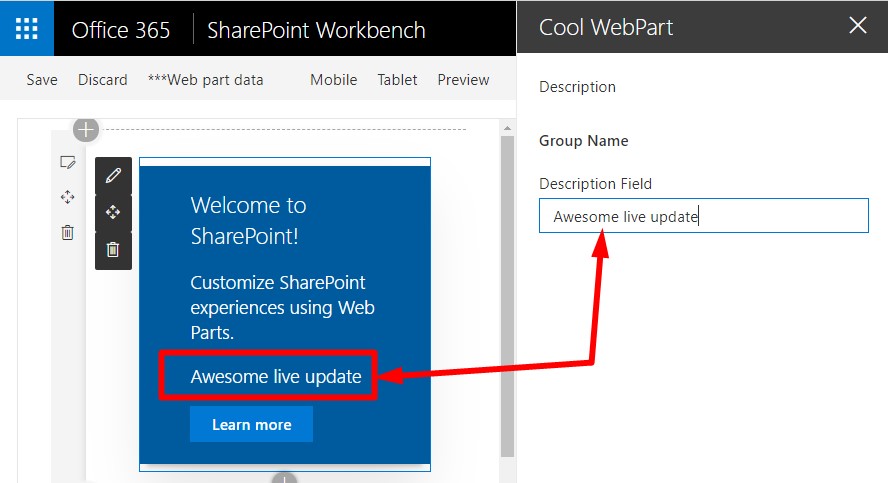 Office 365
SharePoint Workbench
Save
Discard
***Web part data
Mobile
Tablet
Preview
Welcome to
SharePoint!
Customize SharePoint
experiences using Web
Parts.
Awesome live update
Learn more
Cool WebPart
Description
Group Name
Description Field
Awesome live update